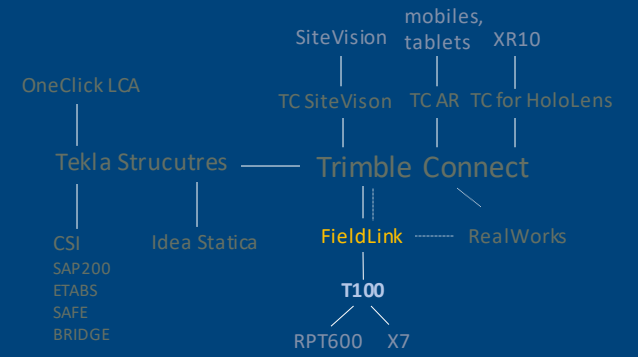 mobiles,
SiteVision tablets XR10
OneClick LCA
TC SiteVison TC AR TC for HoloLens
Tekla Strucutres Trimble Connect
CSI Idea Statica FieldLink RealWorks
SAP200
ETABS T100
SAFE
BRIDGE RPT600 X7